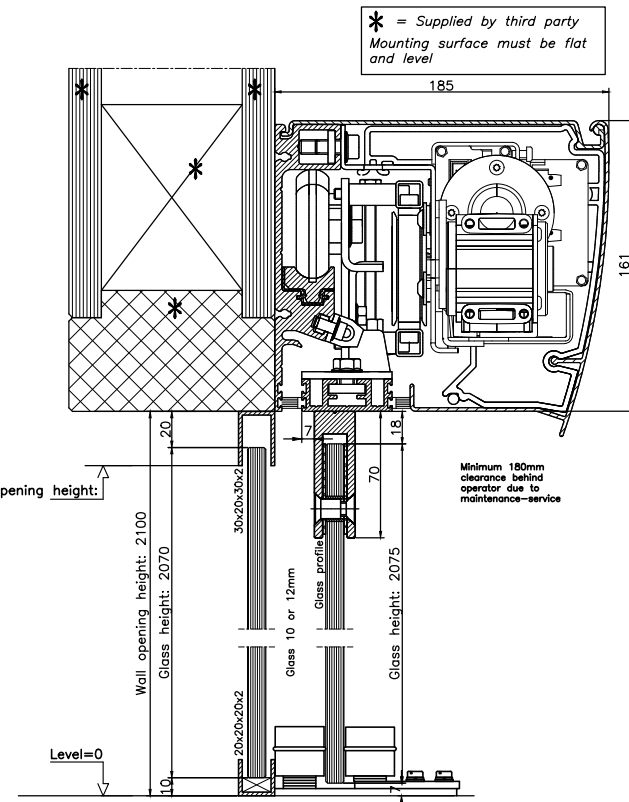 * = Supplied by third party
Mounting surface must be flat
and level
185
161
20
7
18
70
Minimum 180mm
clearance behind
operator due to
maintenance-service
pening height:
30x20x30x2
Wall opening height: 2100
Glass height: 2070
Glass 10 or 12mm
Glass profile
Glass height: 2075
20x20x20x2
Level=0
10
7